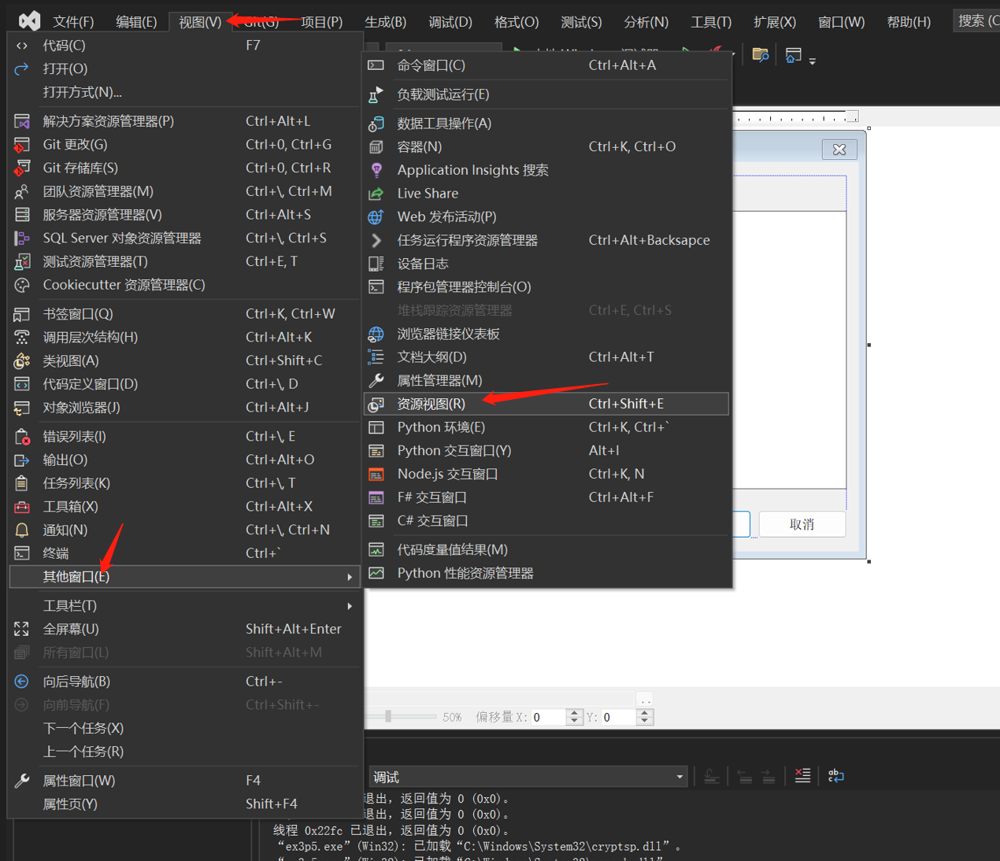 文件(F) 编辑(E) 视图(V) Git(G) 项目(P) 生成(B) 调试(D) 格式(O) 测试(S) 分析(N) 工具(T) 扩展(X) 窗口(W) 帮助(H) 搜索 (C
代码(C) F7
打开(O)
打开方式(N)...
解决方案资源管理器(P) Ctrl+Alt+L
Git 更改(G) Ctrl+0, Ctrl+G
Git 存储库(S) Ctrl+0, Ctrl+R
团队资源管理器(M) Ctrl+\, Ctrl+M
服务器资源管理器(V) Ctrl+Alt+S
SQL Server 对象资源管理器 Ctrl+\, Ctrl+S
测试资源管理器(T) Ctrl+E, T
Cookiecutter 资源管理器(C)
书签窗口(Q) Ctrl+K, Ctrl+W
调用层次结构(H) Ctrl+Alt+K
类视图(A) Ctrl+Shift+C
代码定义窗口(D) Ctrl+\, D
对象浏览器(J) Ctrl+Alt+J
错误列表(I) Ctrl+\, E
输出(O) Ctrl+Alt+O
任务列表(K) Ctrl+\, T
工具箱(X) Ctrl+Alt+X
通知(N) Ctrl+\, Ctrl+N
终端 Ctrl+`
其他窗口(E)
工具栏(T)
全屏幕(U) Shift+Alt+Enter
所有窗口(L) Shift+Alt+M
向后导航(B) Ctrl+-
向前导航(F) Ctrl+Shift+-
下一个任务(X)
上一个任务(R)
属性窗口(W) F4
属性页(Y) Shift+F4
命令窗口(C) Ctrl+Alt+A
负载测试运行(E)
数据工具操作(A)
容器(N) Ctrl+K, Ctrl+O
Application Insights 搜索
Live Share
Web 发布活动(P)
任务运行程序资源管理器 Ctrl+Alt+Backsapce
设备日志
程序包管理器控制台(O)
堆栈跟踪资源管理器 Ctrl+E, Ctrl+S
浏览器链接仪表板
文档大纲(D) Ctrl+Alt+T
属性管理器(M)
资源视图(R) Ctrl+Shift+E
Python 环境(E) Ctrl+K, Ctrl+`
Python 交互窗口(Y) Alt+I
Node.js 交互窗口 Ctrl+K, N
F# 交互窗口 Ctrl+Alt+F
C# 交互窗口
代码度量值结果(M)
Python 性能资源管理器
取消
50% 偏移量 X: 0 Y: 0
调试
退出，返回值为 0 (0x0)。
退出，返回值为 0 (0x0)。
线程 0x22fc 已退出，返回值为 0 (0x0)。
“ex3p5.exe”(Win32): 已加载“C:\Windows\System32\cryptsp.dll”。